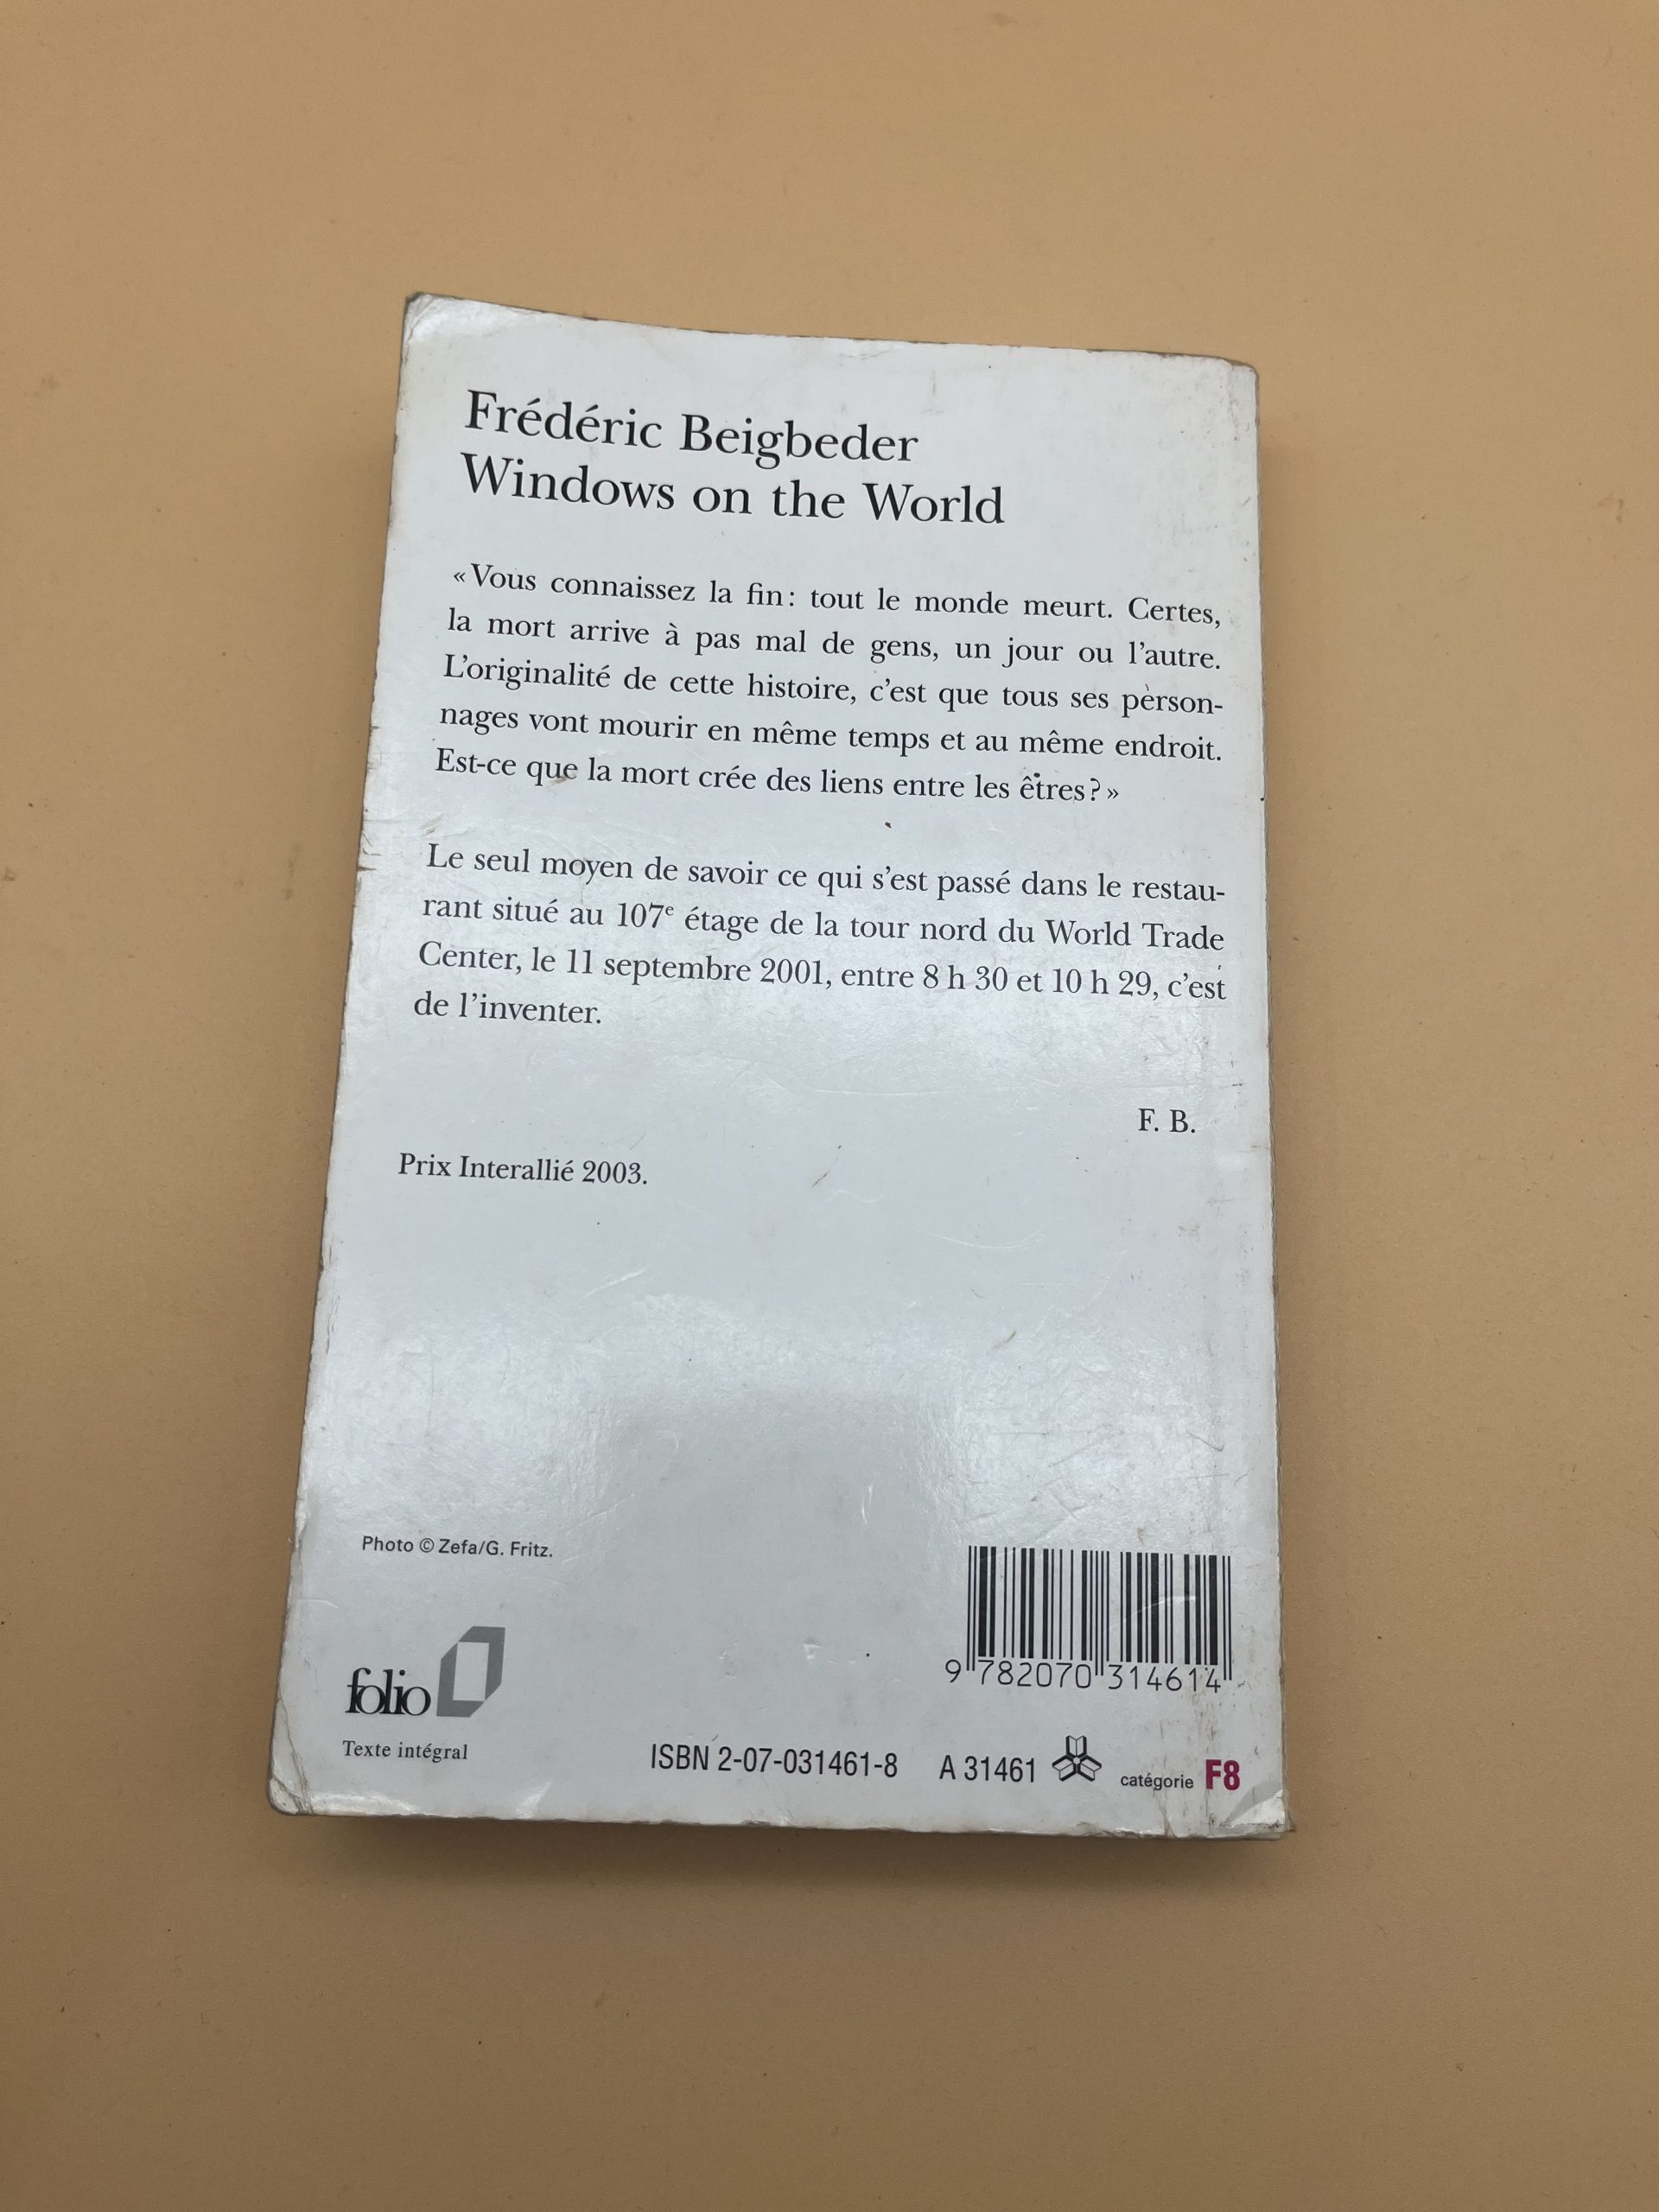 Frédéric Beigbeder
Windows on the World
« Vous connaissez la fin : tout le monde meurt. Certes,
la mort arrive à pas mal de gens, un jour ou l'autre.
L'originalité de cette histoire, c'est que tous ses person-
nages vont mourir en même temps et au même endroit.
Est-ce que la mort crée des liens entre les êtres ? »
Le seul moyen de savoir ce qui s'est passé dans le restau-
rant situé au 107e étage de la tour nord du World Trade
Center, le 11 septembre 2001, entre 8 h 30 et 10 h 29, c'est
de l'inventer.
F. B.
Prix Interallié 2003.
Photo © Zefa/G. Fritz.
9 782070 314614
folio
Texte intégral
ISBN 2-07-031461-8 A 31461 catégorie F8